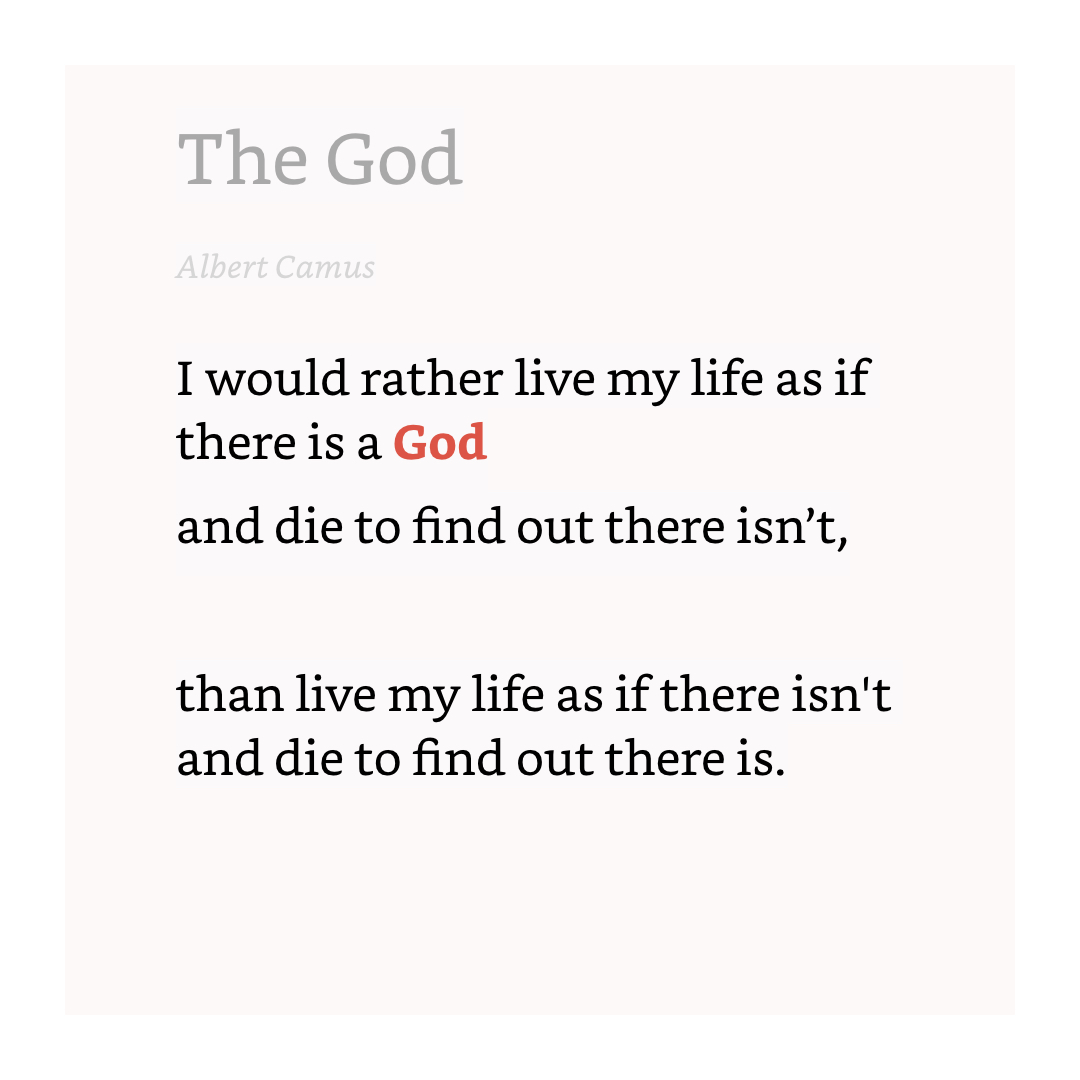 The God
Albert Camus
I would rather live my life as if
there is a God
and die to find out there isn’t,
than live my life as if there isn't
and die to find out there is.